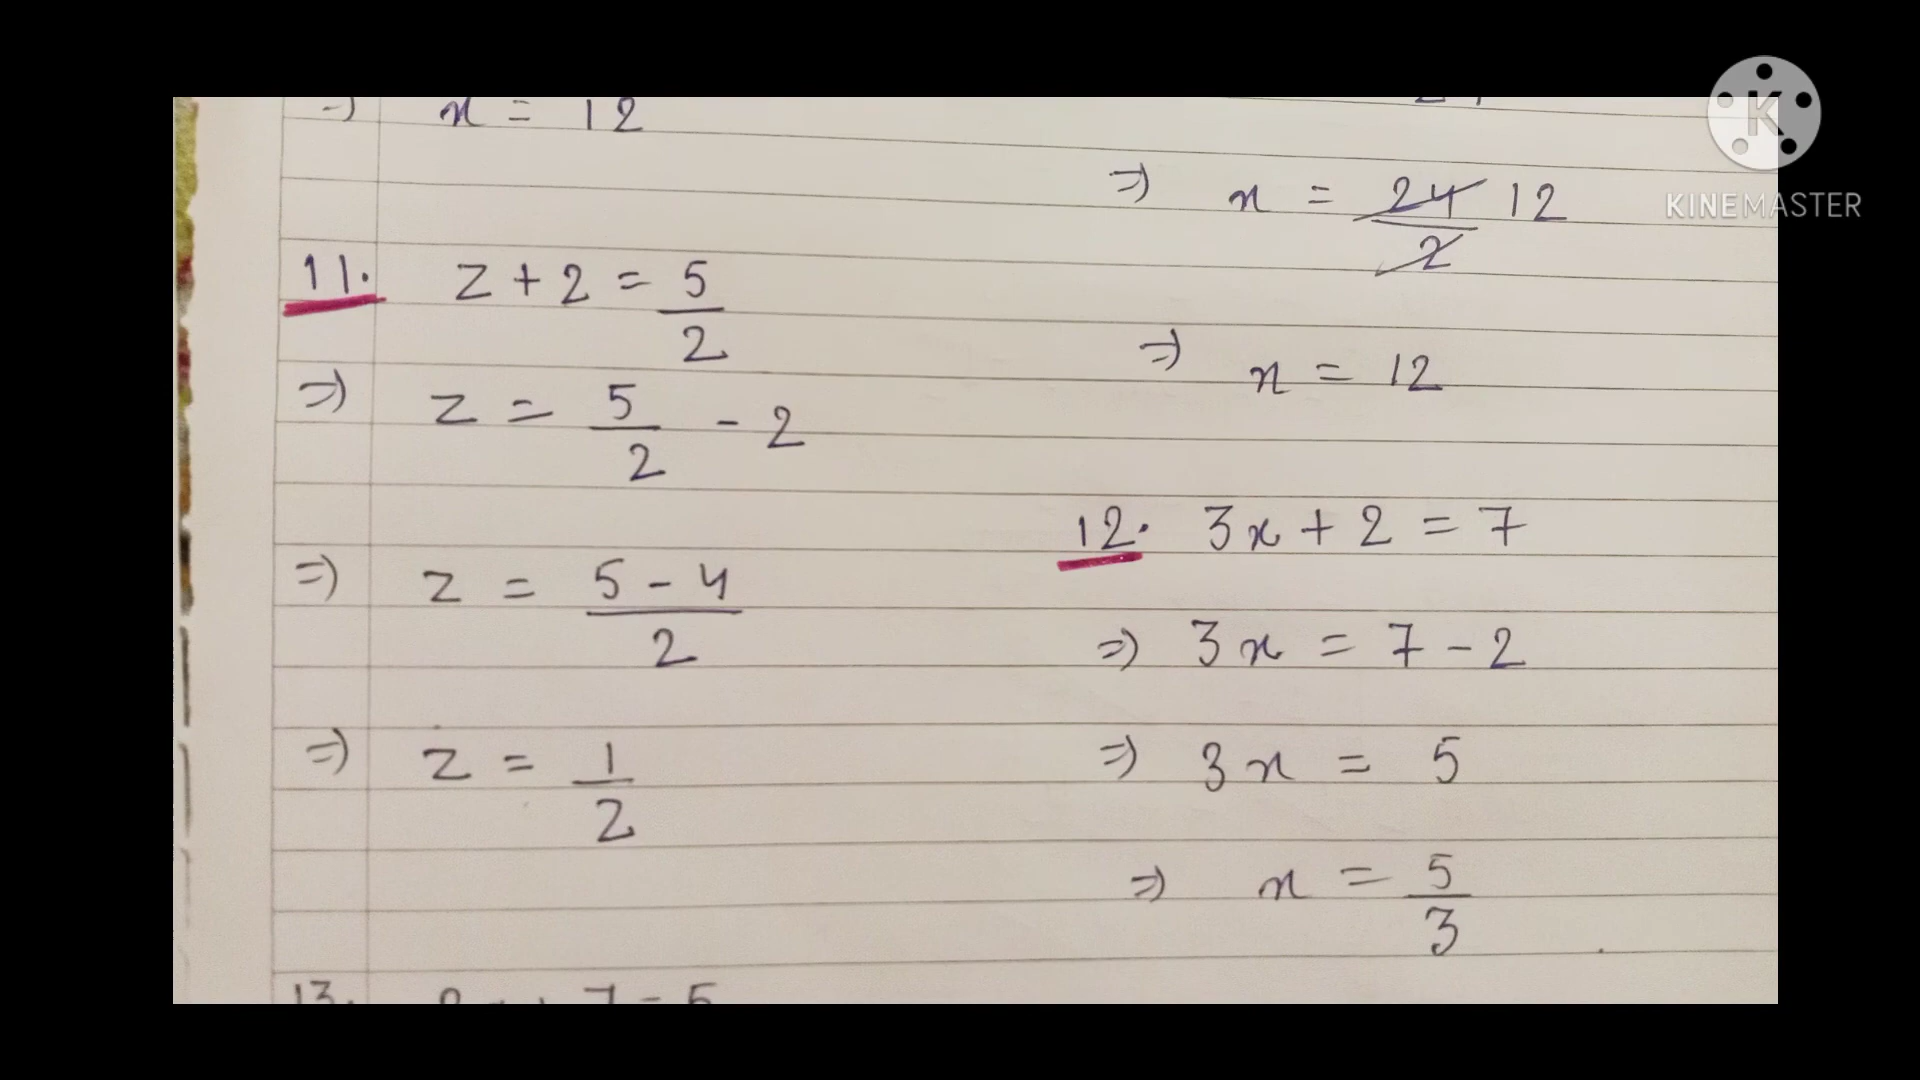 ⇒ x = 12
11. z + 2 = 5/2
⇒ z = 5/2 - 2
⇒ z = (5 - 4)/2
⇒ z = 1/2
⇒ x = 24/2 12
⇒ x = 12
12. 3x + 2 = 7
⇒ 3x = 7 - 2
⇒ 3x = 5
⇒ x = 5/3
13.
K
KINEMASTER